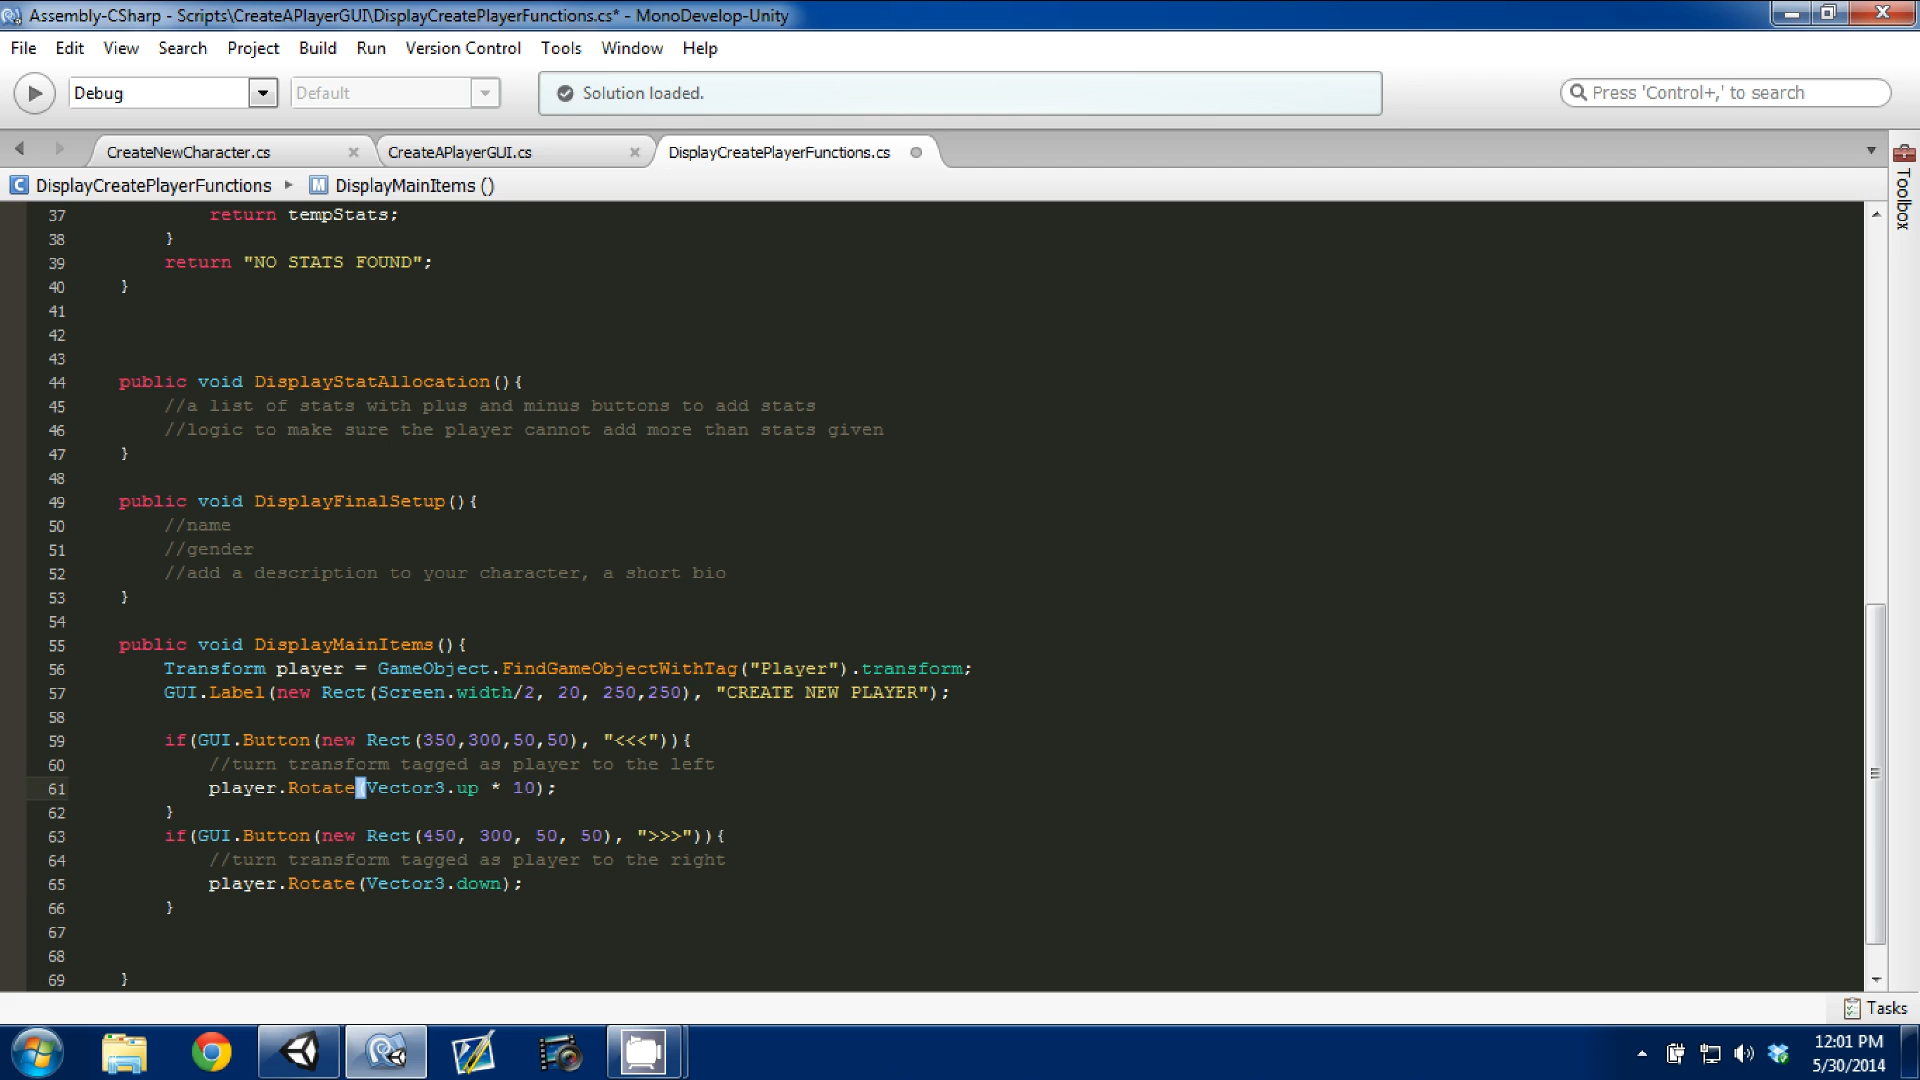 Assembly-CSharp - Scripts\CreateAPlayerGUI\DisplayCreatePlayerFunctions.cs* - MonoDevelop-Unity
File Edit View Search Project Build Run Version Control Tools Window Help
Debug Default Solution loaded. Press 'Control+,' to search
CreateNewCharacter.cs CreateAPlayerGUI.cs DisplayCreatePlayerFunctions.cs
C DisplayCreatePlayerFunctions M DisplayMainItems ()
Toolbox
37 return tempStats;
38 }
39 return "NO STATS FOUND";
40 }
41
42
43
44 public void DisplayStatAllocation(){
45 //a list of stats with plus and minus buttons to add stats
46 //logic to make sure the player cannot add more than stats given
47 }
48
49 public void DisplayFinalSetup(){
50 //name
51 //gender
52 //add a description to your character, a short bio
53 }
54
55 public void DisplayMainItems(){
56 Transform player = GameObject.FindGameObjectWithTag("Player").transform;
57 GUI.Label(new Rect(Screen.width/2, 20, 250,250), "CREATE NEW PLAYER");
58
59 if(GUI.Button(new Rect(350,300,50,50), "<<<")){
60 //turn transform tagged as player to the left
61 player.Rotate(Vector3.up * 10);
62 }
63 if(GUI.Button(new Rect(450, 300, 50, 50), ">>>")){
64 //turn transform tagged as player to the right
65 player.Rotate(Vector3.down);
66 }
67
68
69 }
Tasks
12:01 PM
5/30/2014